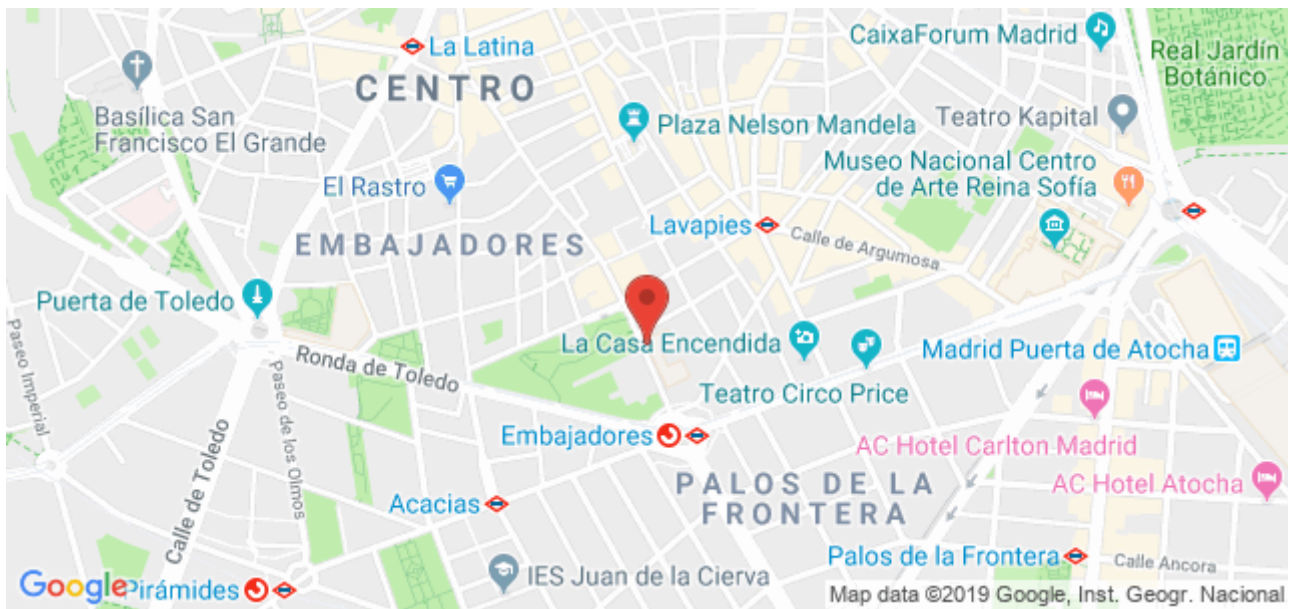 La Latina
CaixaForum Madrid
Real Jardín
Botánico
CENTRO
Basílica San
Francisco El Grande
Plaza Nelson Mandela
Teatro Kapital
El Rastro
Museo Nacional Centro
de Arte Reina Sofía
Lavapies
Calle de Argumosa
EMBAJADORES
Puerta de Toledo
Paseo Imperial
Ronda de Toledo
La Casa Encendida
Madrid Puerta de Atocha
Paseo de los Olmos
Teatro Circo Price
Calle de Toledo
Embajadores
AC Hotel Carlton Madrid
PALOS DE LA
FRONTERA
AC Hotel Atocha
Acacias
Palos de la Frontera
Calle Ancora
IES Juan de la Cierva
Google
Pirámides
Map data ©2019 Google, Inst. Geogr. Nacional